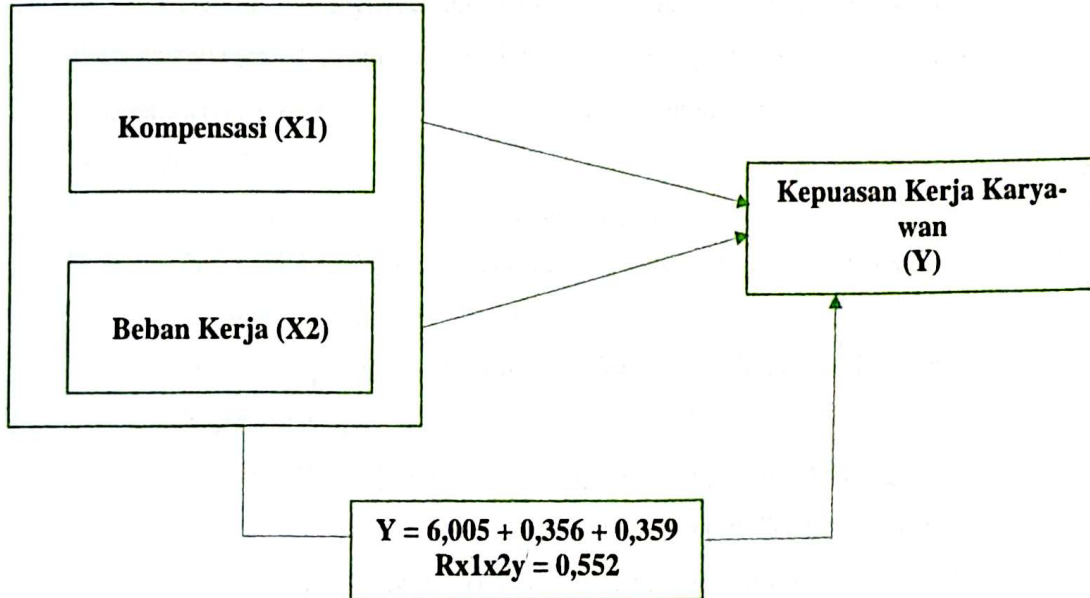 Kompensasi (X1)
Beban Kerja (X2)
Kepuasan Kerja Karya-
wan
(Y)
Y = 6,005 + 0,356 + 0,359
Rx1x2y = 0,552